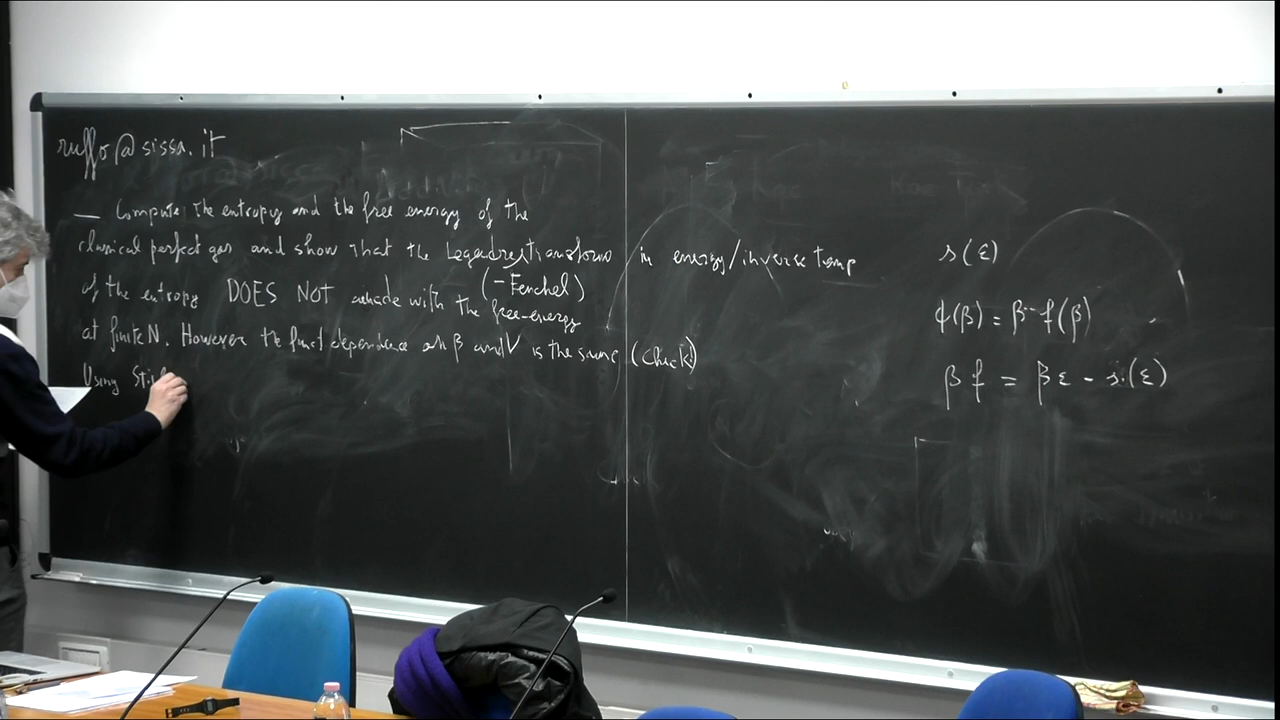 ruffo@sissa.it
— Compute the entropy and the free energy of the
classical perfect gas and show that the Legendre transform in energy/inverse temp
(-Fenchel)
of the entropy DOES NOT with the free-energy
at finite N. However the funct dependence on β and V is the same (Check!)
Using
s(ε)
ϕ(β) = β f(β)
β f = β ε - s(ε)